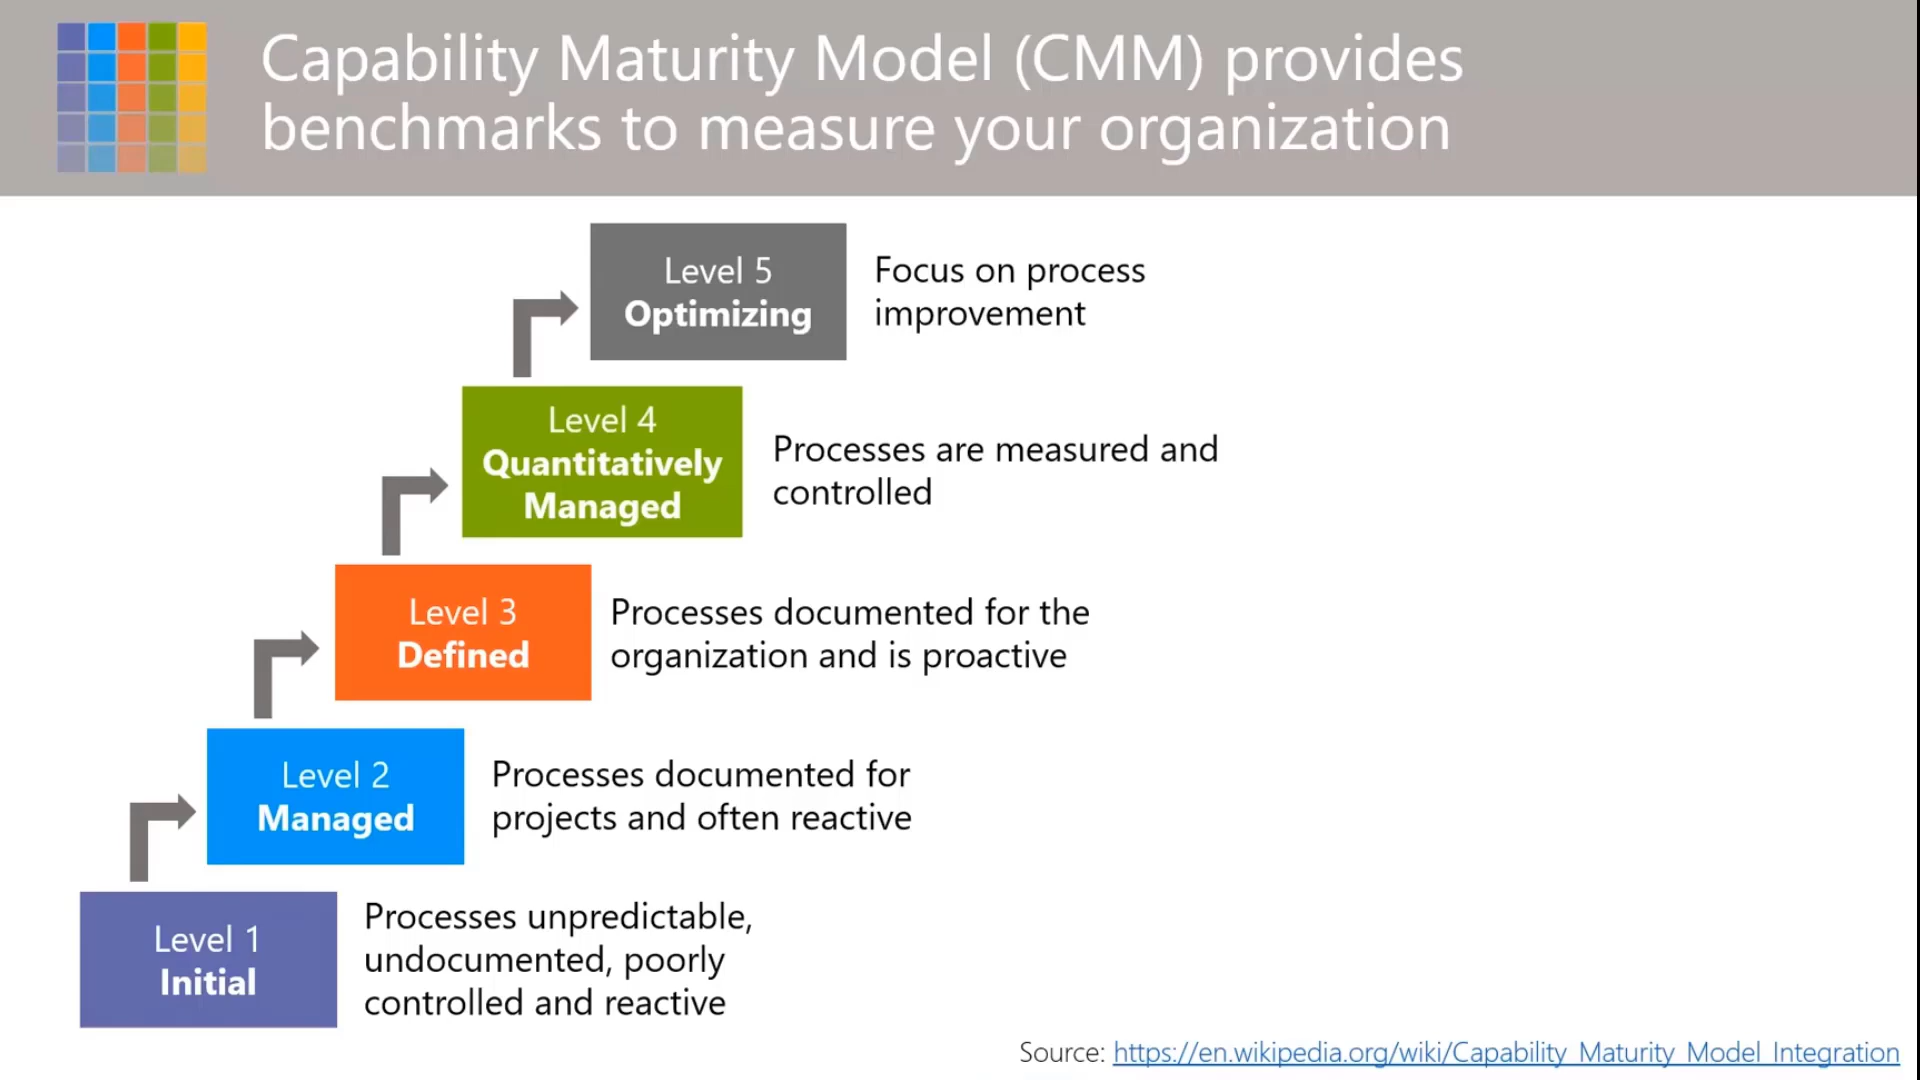 Capability Maturity Model (CMM) provides
benchmarks to measure your organization
Level 5
Optimizing
Focus on process
improvement
Level 4
Quantitatively
Managed
Processes are measured and
controlled
Level 3
Defined
Processes documented for the
organization and is proactive
Level 2
Managed
Processes documented for
projects and often reactive
Level 1
Initial
Processes unpredictable,
undocumented, poorly
controlled and reactive
Source: https://en.wikipedia.org/wiki/Capability_Maturity_Model_Integration